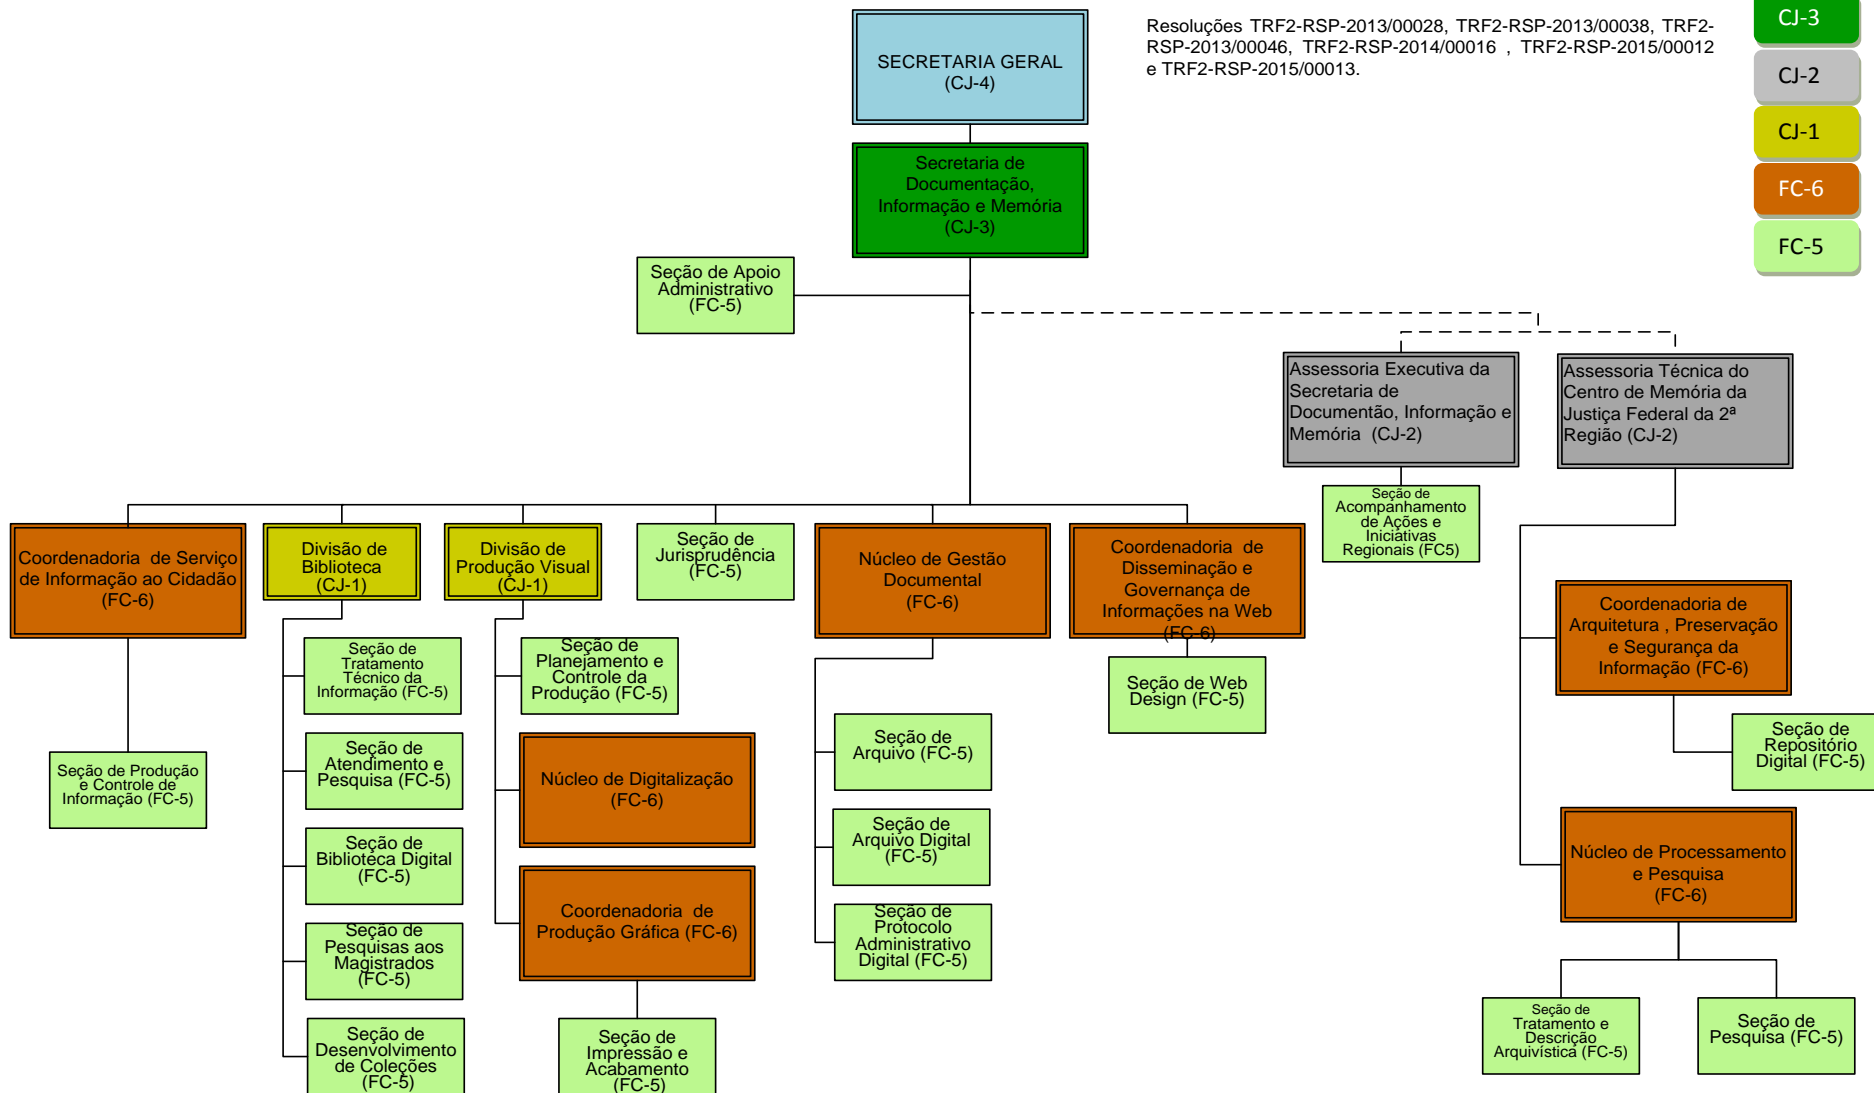 Resoluções TRF2-RSP-2013/00028, TRF2-RSP-2013/00038, TRF2-
RSP-2013/00046, TRF2-RSP-2014/00016 , TRF2-RSP-2015/00012
e TRF2-RSP-2015/00013.
CJ-3
CJ-2
CJ-1
FC-6
FC-5
SECRETARIA GERAL
(CJ-4)
Secretaria de
Documentação,
Informação e Memória
(CJ-3)
Seção de Apoio
Administrativo
(FC-5)
Assessoria Executiva da
Secretaria de
Documentão, Informação e
Memória (CJ-2)
Assessoria Técnica do
Centro de Memória da
Justiça Federal da 2ª
Região (CJ-2)
Seção de
Acompanhamento
de Ações e
Iniciativas
Regionais (FC5)
Coordenadoria de Serviço
de Informação ao Cidadão
(FC-6)
Divisão de
Biblioteca
(CJ-1)
Divisão de
Produção Visual
(CJ-1)
Seção de
Jurisprudência
(FC-5)
Núcleo de Gestão
Documental
(FC-6)
Coordenadoria de
Disseminação e
Governança de
Informações na Web
(FC-6)
Coordenadoria de
Arquitetura , Preservação
e Segurança da
Informação (FC-6)
Seção de Produção
e Controle de
Informação (FC-5)
Seção de
Tratamento
Técnico da
Informação (FC-5)
Seção de
Atendimento e
Pesquisa (FC-5)
Seção de
Biblioteca Digital
(FC-5)
Seção de
Pesquisas aos
Magistrados
(FC-5)
Seção de
Desenvolvimento
de Coleções
(FC-5)
Seção de
Planejamento e
Controle da
Produção (FC-5)
Núcleo de Digitalização
(FC-6)
Coordenadoria de
Produção Gráfica (FC-6)
Seção de
Impressão e
Acabamento
(FC-5)
Seção de
Arquivo (FC-5)
Seção de
Arquivo Digital
(FC-5)
Seção de
Protocolo
Administrativo
Digital (FC-5)
Seção de Web
Design (FC-5)
Seção de
Repositório
Digital (FC-5)
Núcleo de Processamento
e Pesquisa
(FC-6)
Seção de
Tratamento e
Descrição
Arquivística (FC-5)
Seção de
Pesquisa (FC-5)